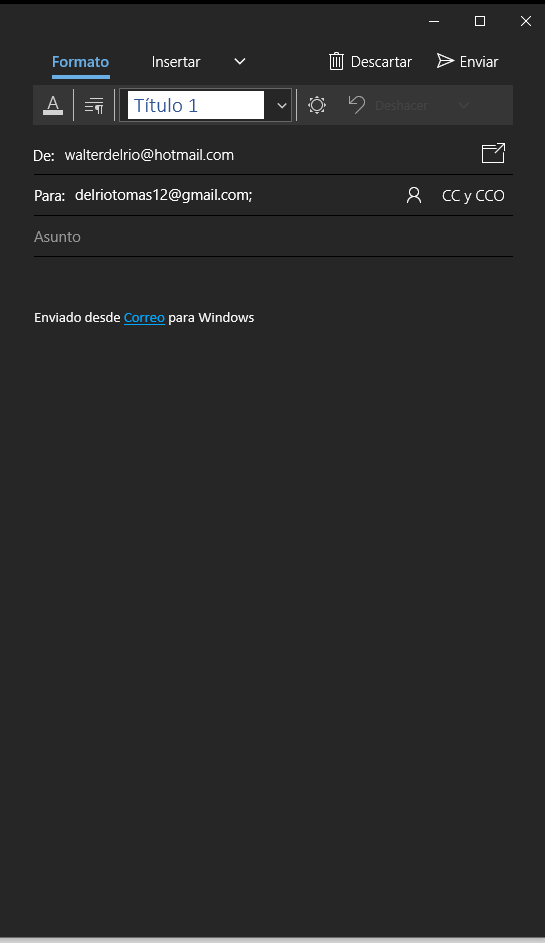 Formato Insertar Descartar Enviar
A Título 1 Deshacer
De: walterdelrio@hotmail.com
Para: delriotomas12@gmail.com; CC y CCO
Asunto
Enviado desde Correo para Windows